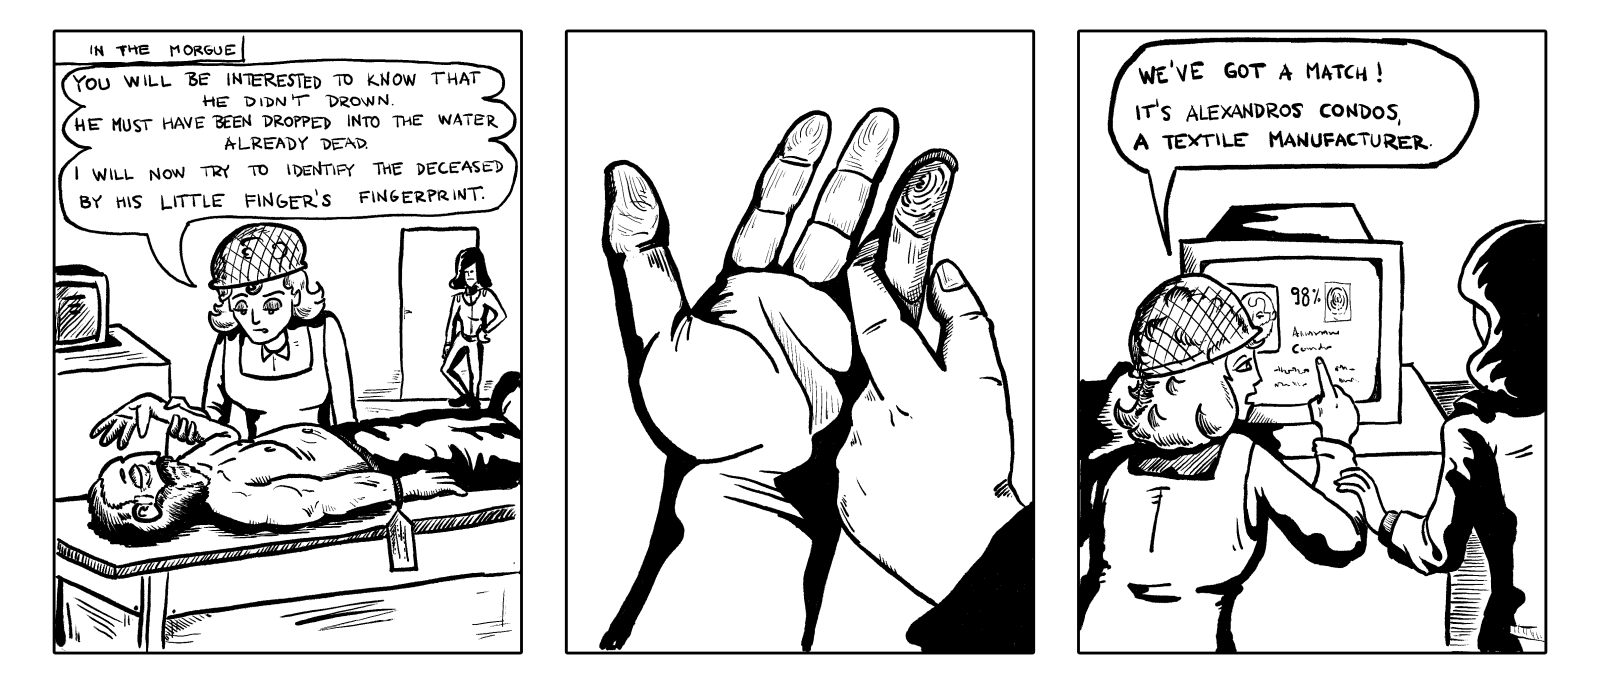 IN THE MORGUE
YOU WILL BE INTERESTED TO KNOW THAT
HE DIDN'T DROWN.
HE MUST HAVE BEEN DROPPED INTO THE WATER
ALREADY DEAD.
I WILL NOW TRY TO IDENTIFY THE DECEASED
BY HIS LITTLE FINGER'S FINGERPRINT.
WE'VE GOT A MATCH!
IT'S ALEXANDROS CONDOS,
A TEXTILE MANUFACTURER.
98%